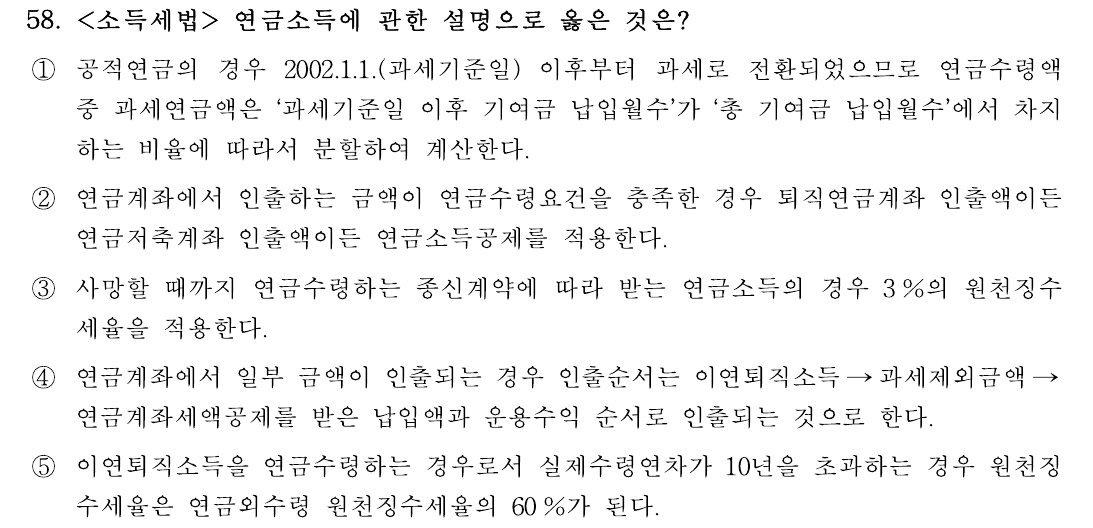 58. <소득세법> 연금소득에 관한 설명으로 옳은 것은?
① 공적연금의 경우 2002.1.1.(과세기준일) 이후부터 과세로 전환되었으므로 연금수령액
중 과세연금액은 ‘과세기준일 이후 기여금 납입월수’가 ‘총 기여금 납입월수’에서 차지
하는 비율에 따라서 분할하여 계산한다.
② 연금계좌에서 인출하는 금액이 연금수령요건을 충족한 경우 퇴직연금계좌 인출액이든
연금저축계좌 인출액이든 연금소득공제를 적용한다.
③ 사망할 때까지 연금수령하는 종신계약에 따라 받는 연금소득의 경우 3%의 원천징수
세율을 적용한다.
④ 연금계좌에서 일부 금액이 인출되는 경우 인출순서는 이연퇴직소득→과세제외금액→
연금계좌세액공제를 받은 납입액과 운용수익 순서로 인출되는 것으로 한다.
⑤ 이연퇴직소득을 연금수령하는 경우로서 실제수령연차가 10년을 초과하는 경우 원천징
수세율은 연금외수령 원천징수세율의 60%가 된다.